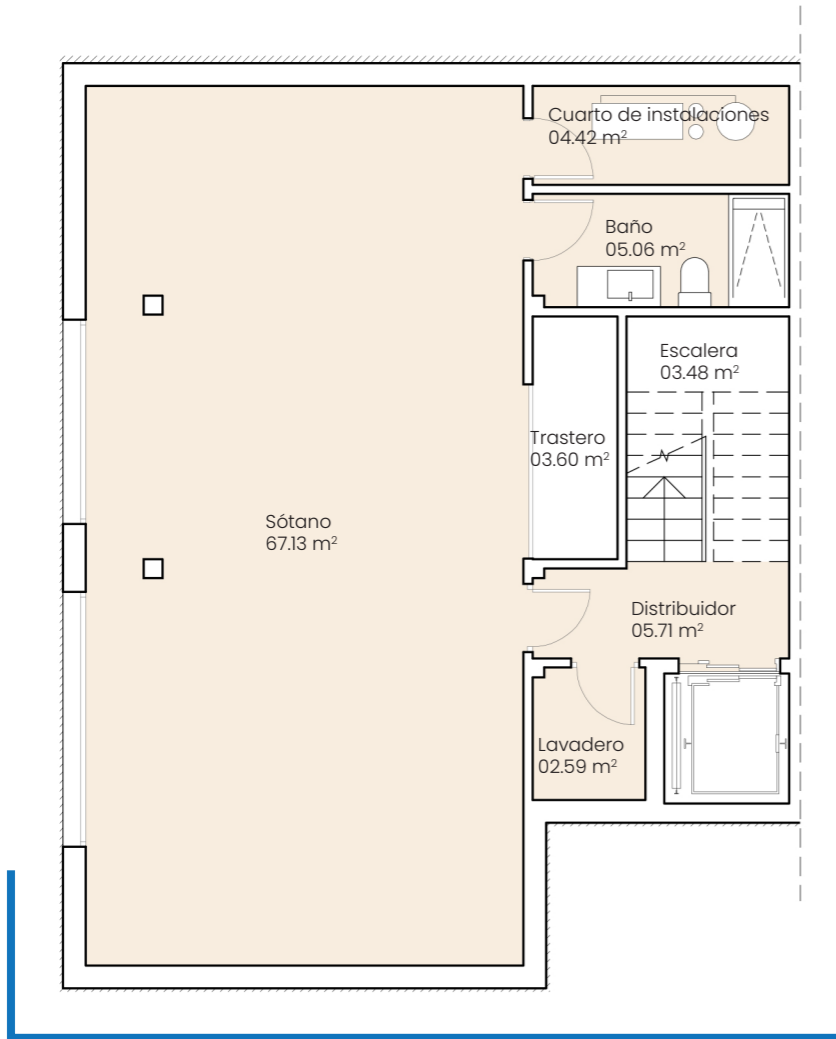 Cuarto de instalaciones
04.42 m²
Baño
05.06 m²
Escalera
03.48 m²
Trastero
03.60 m²
Sótano
67.13 m²
Distribuidor
05.71 m²
Lavadero
02.59 m²